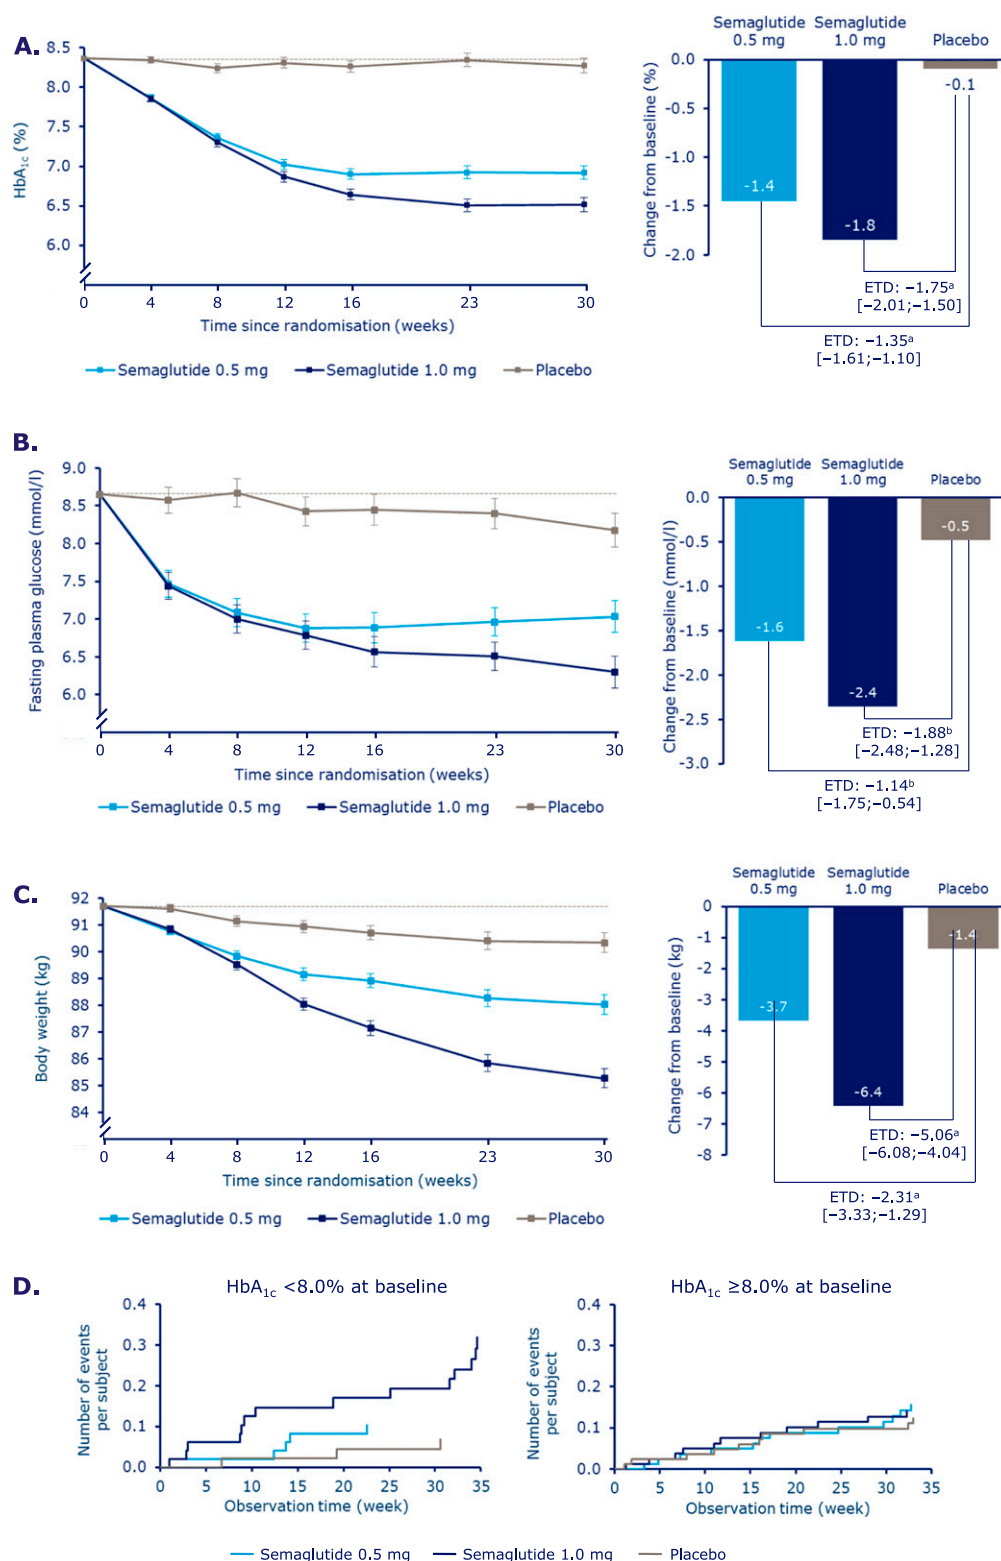 A.
8.5
8.0
7.5
7.0
6.5
6.0
HbA1c (%)
0 4 8 12 16 23 30
Time since randomisation (weeks)
Semaglutide 0.5 mg Semaglutide 1.0 mg Placebo
Semaglutide 0.5 mg
Semaglutide 1.0 mg
Placebo
0.0
-0.5
-1.0
-1.5
-2.0
Change from baseline (%)
-1.4
-1.8
-0.1
ETD: −1.75a
[−2.01;−1.50]
ETD: −1.35a
[−1.61;−1.10]
B.
9.0
8.5
8.0
7.5
7.0
6.5
6.0
Fasting plasma glucose (mmol/l)
0 4 8 12 16 23 30
Time since randomisation (weeks)
Semaglutide 0.5 mg Semaglutide 1.0 mg Placebo
Semaglutide 0.5 mg
Semaglutide 1.0 mg
Placebo
0.0
-0.5
-1.0
-1.5
-2.0
-2.5
-3.0
Change from baseline (mmol/l)
-1.6
-2.4
-0.5
ETD: −1.88b
[−2.48;−1.28]
ETD: −1.14b
[−1.75;−0.54]
C.
92
91
90
89
88
87
86
85
84
Body weight (kg)
0 4 8 12 16 23 30
Time since randomisation (weeks)
Semaglutide 0.5 mg Semaglutide 1.0 mg Placebo
Semaglutide 0.5 mg
Semaglutide 1.0 mg
Placebo
0
-1
-2
-3
-4
-5
-6
-7
-8
Change from baseline (kg)
-3.7
-6.4
-1.4
ETD: −5.06a
[−6.08;−4.04]
ETD: −2.31a
[−3.33;−1.29]
D.
HbA1c <8.0% at baseline
0.4
0.3
0.2
0.1
0.0
Number of events
per subject
0 5 10 15 20 25 30 35
Observation time (week)
HbA1c ≥8.0% at baseline
0.4
0.3
0.2
0.1
0.0
Number of events
per subject
0 5 10 15 20 25 30 35
Observation time (week)
Semaglutide 0.5 mg Semaglutide 1.0 mg Placebo